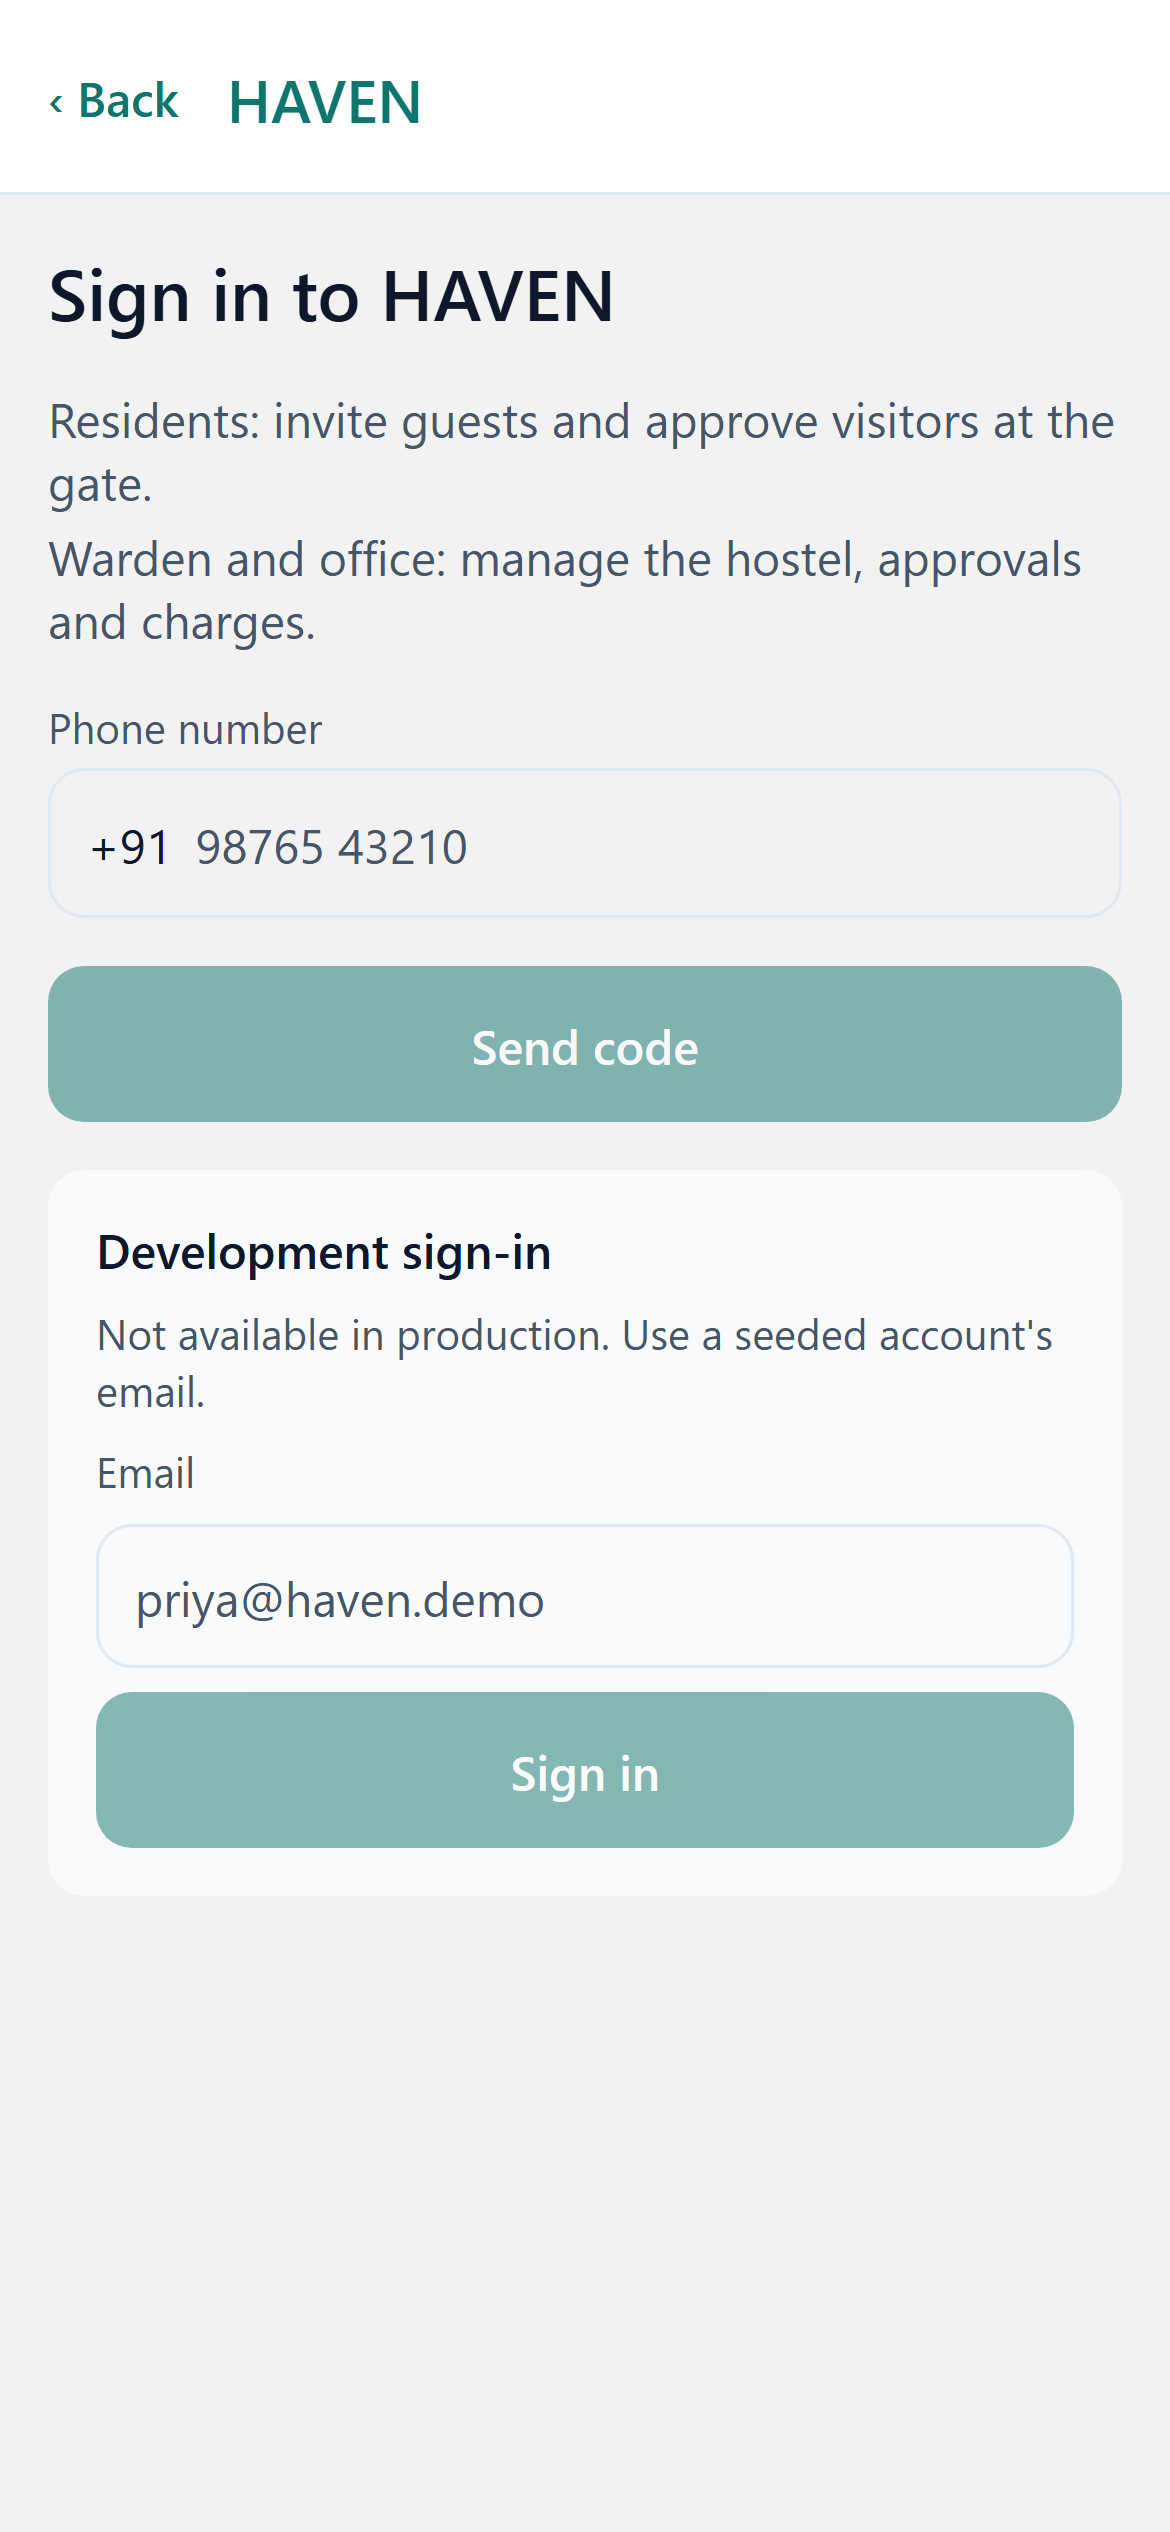 ‹ Back HAVEN
Sign in to HAVEN
Residents: invite guests and approve visitors at the
gate.
Warden and office: manage the hostel, approvals
and charges.
Phone number
+91 98765 43210
Send code
Development sign-in
Not available in production. Use a seeded account's
email.
Email
priya@haven.demo
Sign in